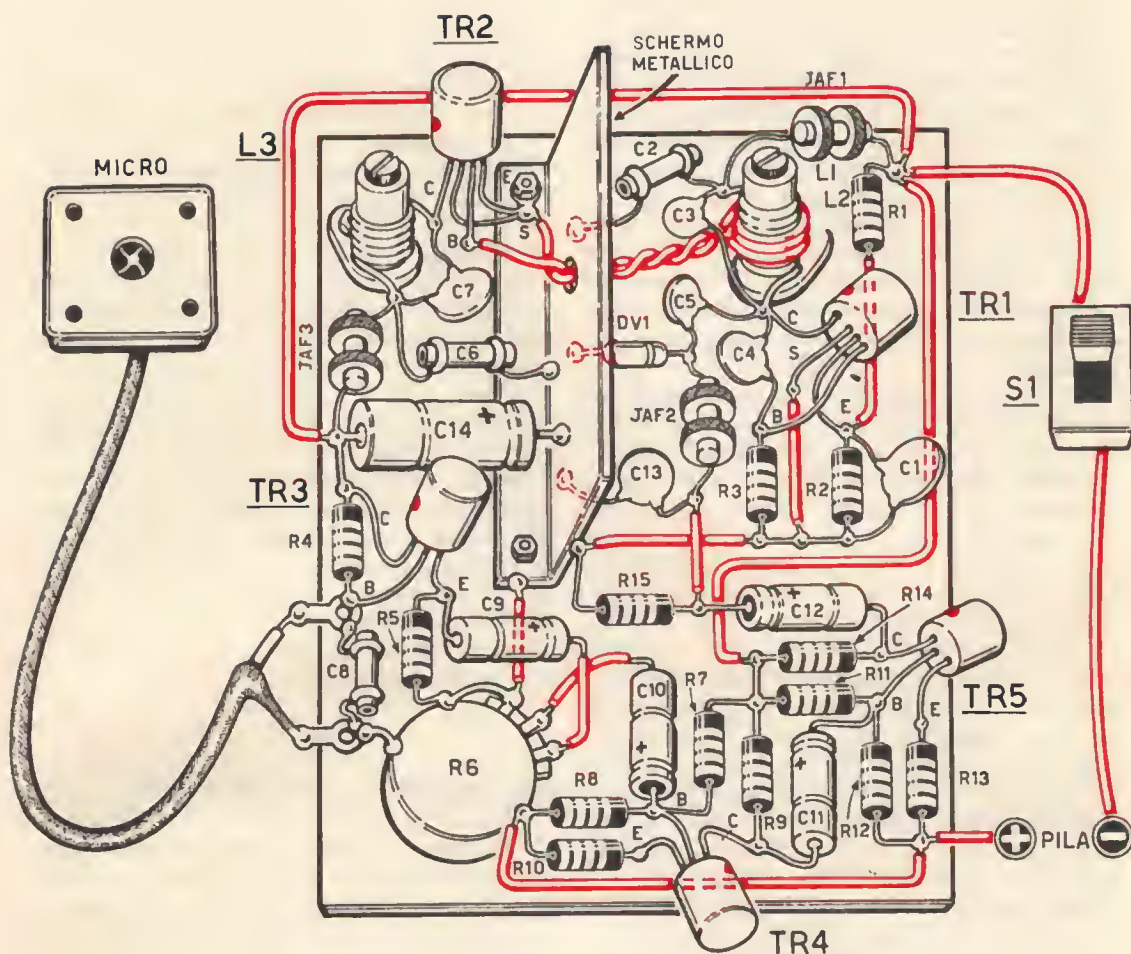 TR2
SCHERMO
METALLICO
JAF1
L3
MICRO
C
E
C2
L1
L2
R1
C3
S
B
C7
C5
C
TR1
DV1
C4
S
JAF3
C6
S1
JAF2
B
E
+
C14
C13
C1
TR3
R3
R2
R4
C
B
E
C9
R15
+
C12
R14
R5
+
C
R11
C8
C10
R7
B
TR5
E
+
R6
R8
B
C
R9
+
C11
R12
R13
E
R10
+ PILA -
TR4